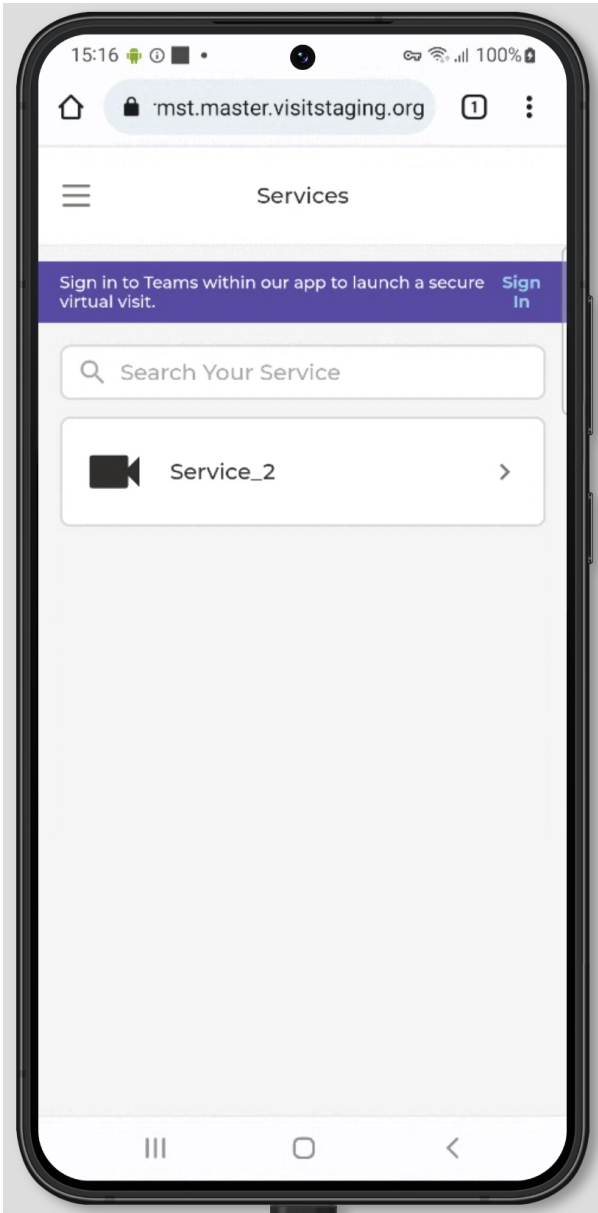 15:16 100%
mst.master.visitstaging.org 1
Services
Sign in to Teams within our app to launch a secure Sign
virtual visit. In
Search Your Service
Service_2